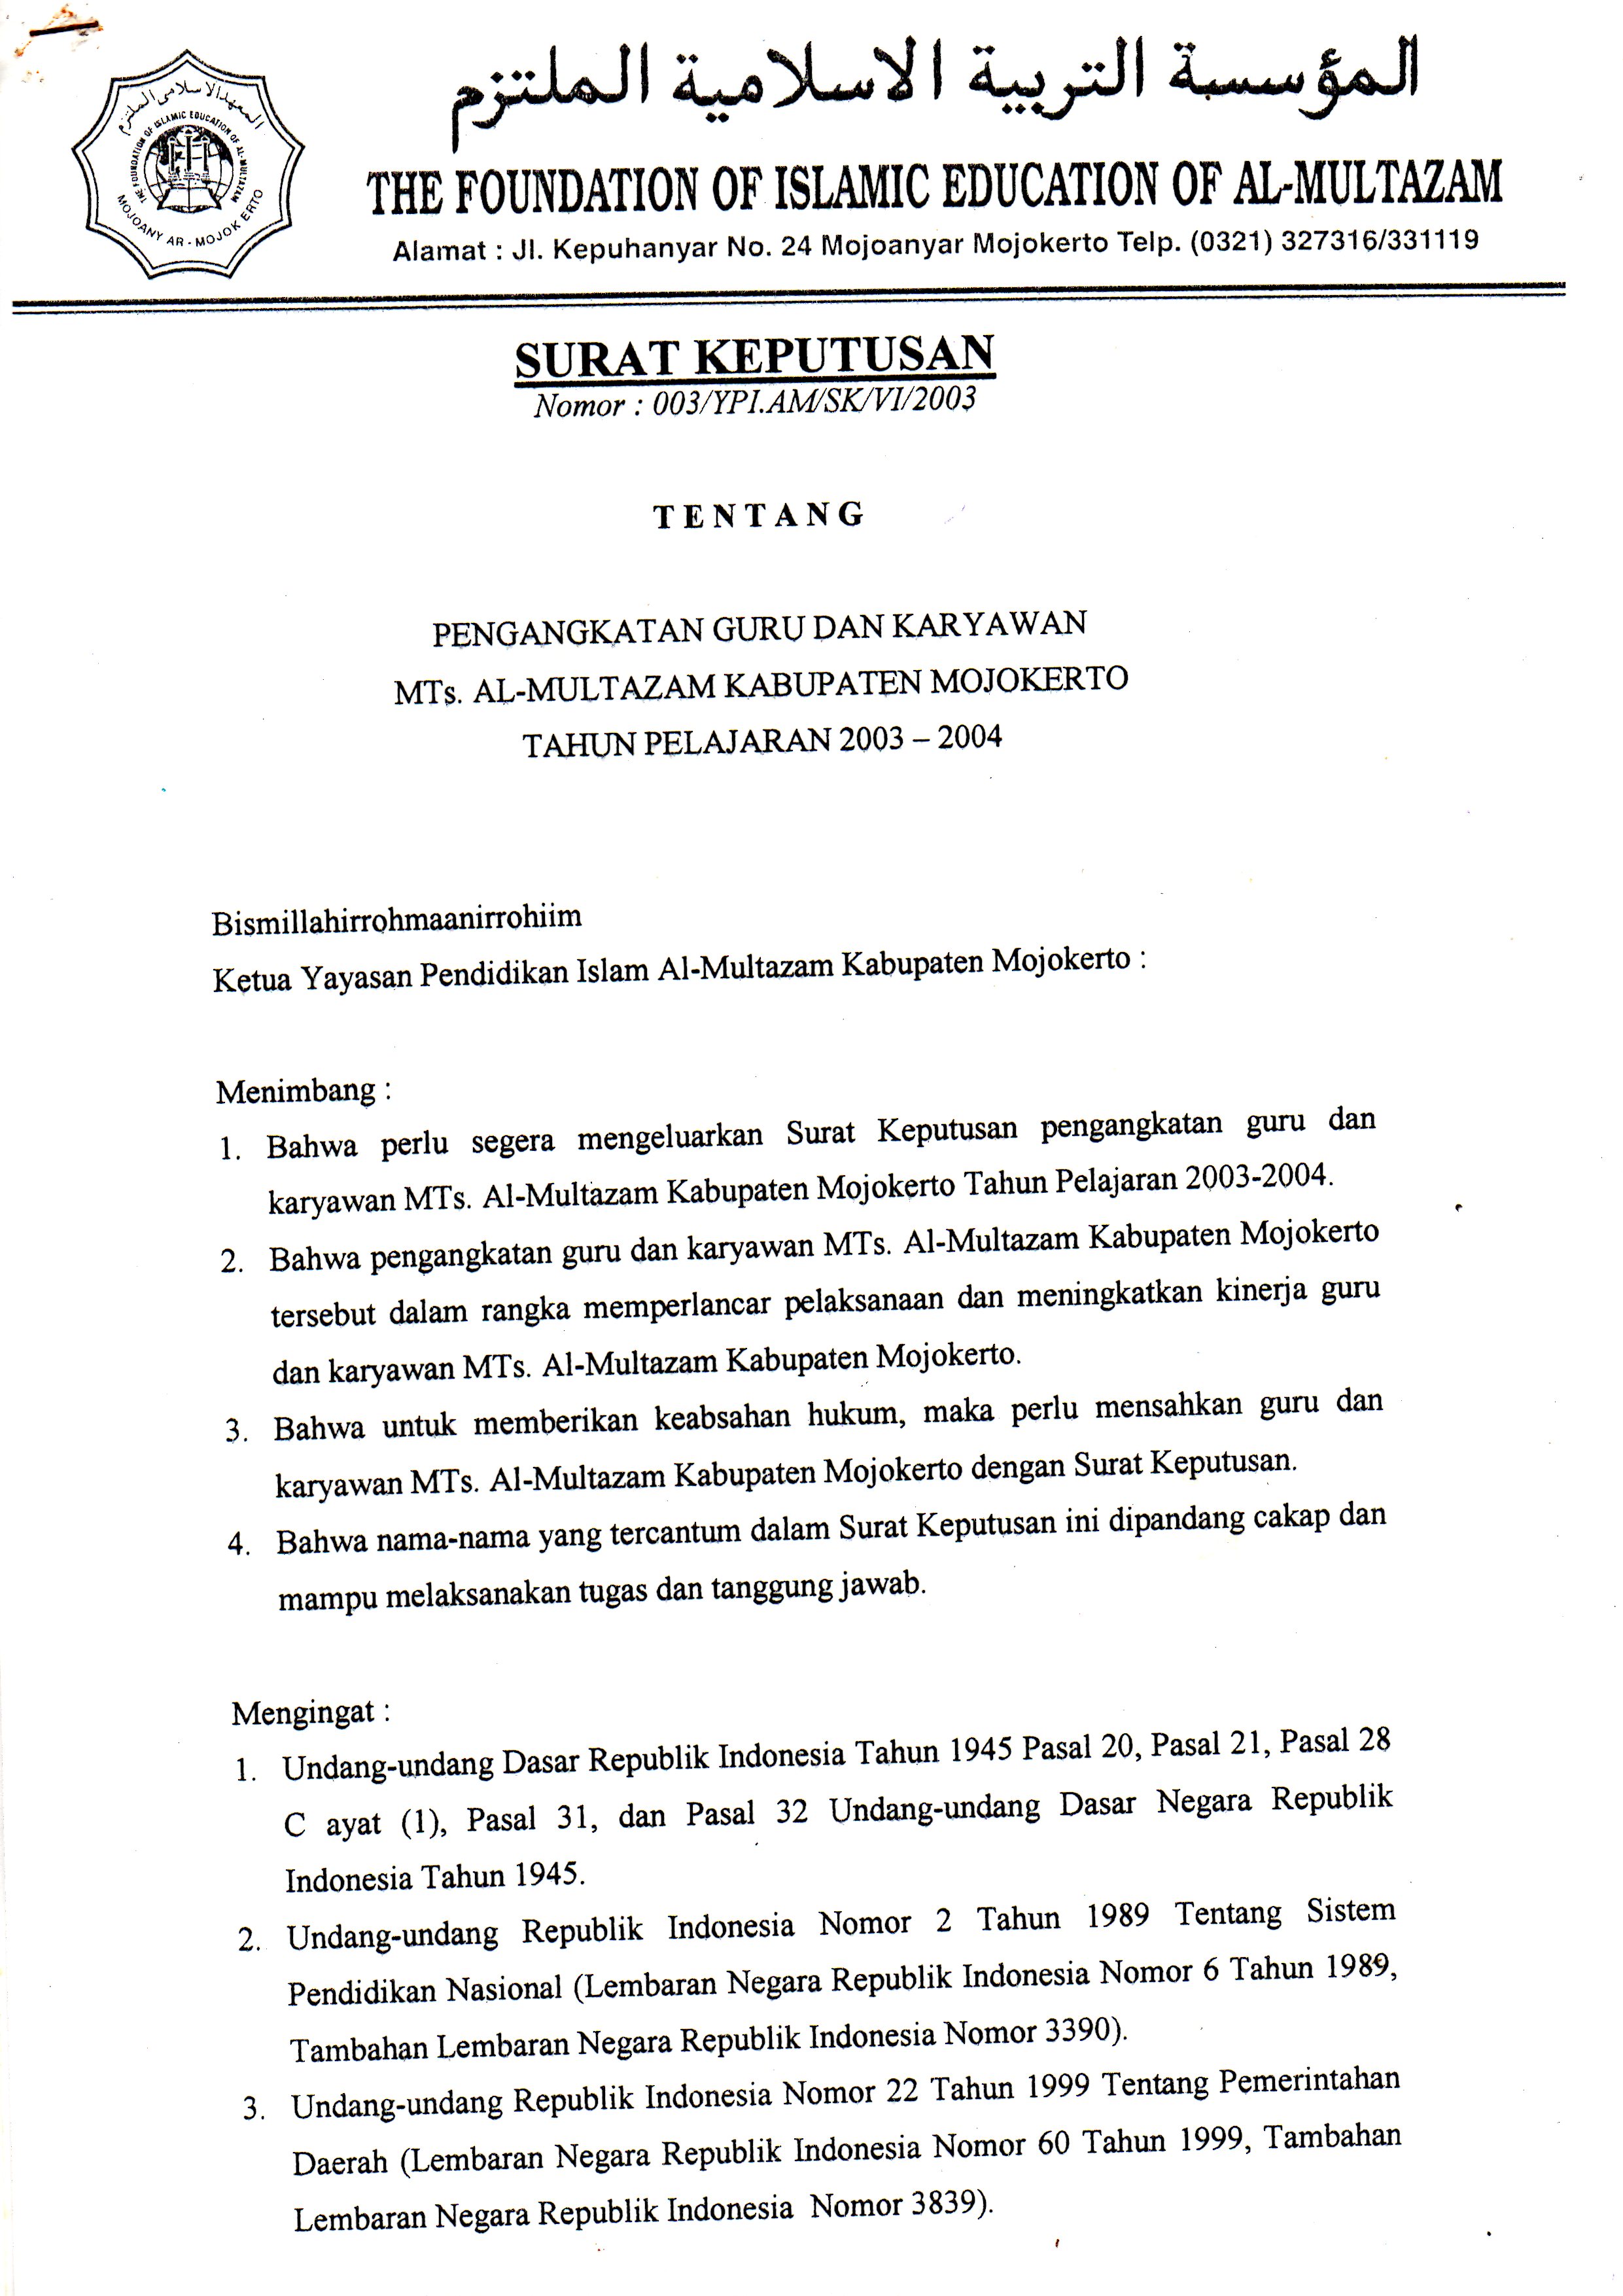 المؤسسة التربية الاسلامية الملتزم
THE FOUNDATION OF ISLAMIC EDUCATION OF AL-MULTAZAM
Alamat : Jl. Kepuhanyar No. 24 Mojoanyar Mojokerto Telp. (0321) 327316/331119
المعهد الاسلامى الملتزم
THE FOUNDATION OF ISLAMIC EDUCATION OF AL-MULTAZAM
MOJOANYAR - MOJOKERTO
SURAT KEPUTUSAN
Nomor : 003/YPI.AM/SK/VI/2003
TENTANG
PENGANGKATAN GURU DAN KARYAWAN
MTs. AL-MULTAZAM KABUPATEN MOJOKERTO
TAHUN PELAJARAN 2003 – 2004
Bismillahirrohmaanirrohiim
Ketua Yayasan Pendidikan Islam Al-Multazam Kabupaten Mojokerto :
Menimbang :
1. Bahwa perlu segera mengeluarkan Surat Keputusan pengangkatan guru dan
karyawan MTs. Al-Multazam Kabupaten Mojokerto Tahun Pelajaran 2003-2004.
2. Bahwa pengangkatan guru dan karyawan MTs. Al-Multazam Kabupaten Mojokerto
tersebut dalam rangka memperlancar pelaksanaan dan meningkatkan kinerja guru
dan karyawan MTs. Al-Multazam Kabupaten Mojokerto.
3. Bahwa untuk memberikan keabsahan hukum, maka perlu mensahkan guru dan
karyawan MTs. Al-Multazam Kabupaten Mojokerto dengan Surat Keputusan.
4. Bahwa nama-nama yang tercantum dalam Surat Keputusan ini dipandang cakap dan
mampu melaksanakan tugas dan tanggung jawab.
Mengingat :
1. Undang-undang Dasar Republik Indonesia Tahun 1945 Pasal 20, Pasal 21, Pasal 28
C ayat (1), Pasal 31, dan Pasal 32 Undang-undang Dasar Negara Republik
Indonesia Tahun 1945.
2. Undang-undang Republik Indonesia Nomor 2 Tahun 1989 Tentang Sistem
Pendidikan Nasional (Lembaran Negara Republik Indonesia Nomor 6 Tahun 1989,
Tambahan Lembaran Negara Republik Indonesia Nomor 3390).
3. Undang-undang Republik Indonesia Nomor 22 Tahun 1999 Tentang Pemerintahan
Daerah (Lembaran Negara Republik Indonesia Nomor 60 Tahun 1999, Tambahan
Lembaran Negara Republik Indonesia Nomor 3839).